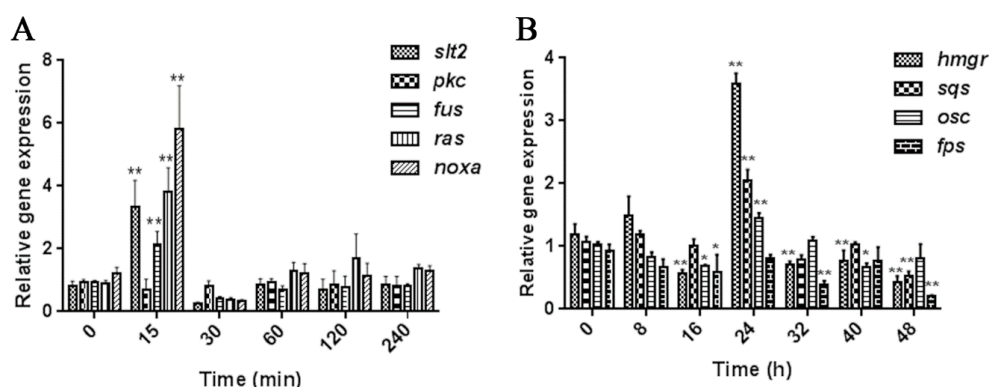 A
Relative gene expression
8
6
4
2
0
** ** ** **
slt2
pkc
fus
ras
noxa
0 15 30 60 120 240
Time (min)
B
Relative gene expression
4
3
2
1
0
** ** ** ** * * ** ** ** * ** ** **
hmgr
sqs
osc
fps
0 8 16 24 32 40 48
Time (h)